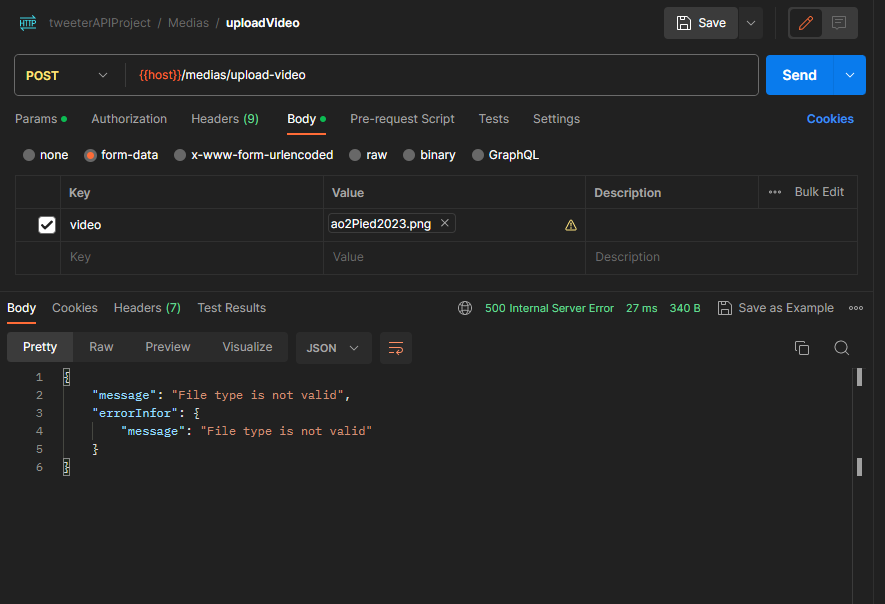 HTTP tweeterAPIProject / Medias / uploadVideo Save
POST {{host}}/medias/upload-video Send
Params Authorization Headers (9) Body Pre-request Script Tests Settings Cookies
none form-data x-www-form-urlencoded raw binary GraphQL
Key Value Description Bulk Edit
video ao2Pied2023.png
Key Value Description
Body Cookies Headers (7) Test Results 500 Internal Server Error 27 ms 340 B Save as Example
Pretty Raw Preview Visualize JSON
1 {
2 "message": "File type is not valid",
3 "errorInfor": {
4 "message": "File type is not valid"
5 }
6 }